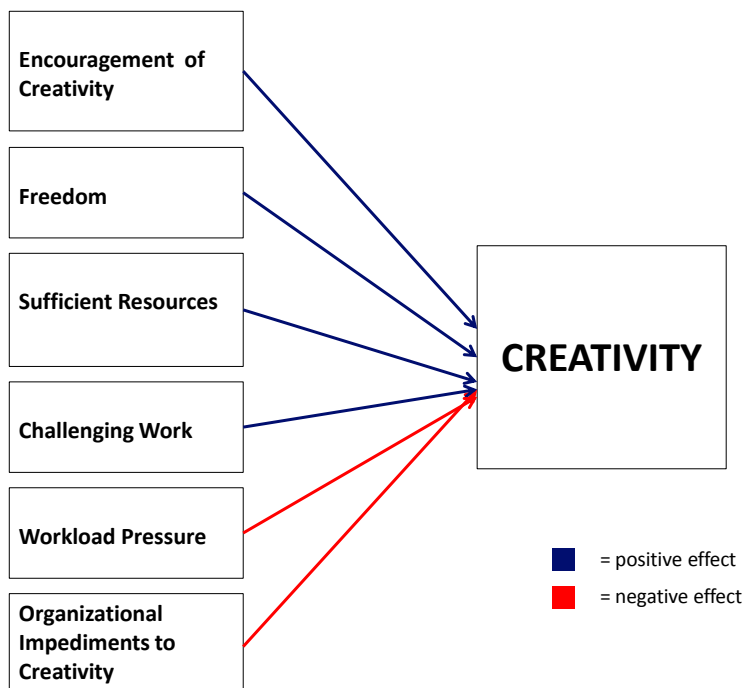 Encouragement of
Creativity
Freedom
Sufficient Resources
Challenging Work
Workload Pressure
Organizational
Impediments to
Creativity
CREATIVITY
= positive effect
= negative effect